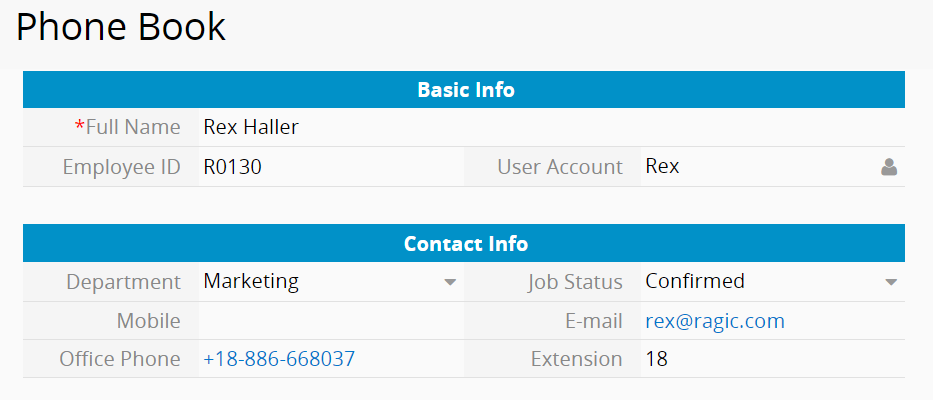 Phone Book
Basic Info
*Full Name Rex Haller
Employee ID R0130 User Account Rex
Contact Info
Department Marketing Job Status Confirmed
Mobile E-mail rex@ragic.com
Office Phone +18-886-668037 Extension 18